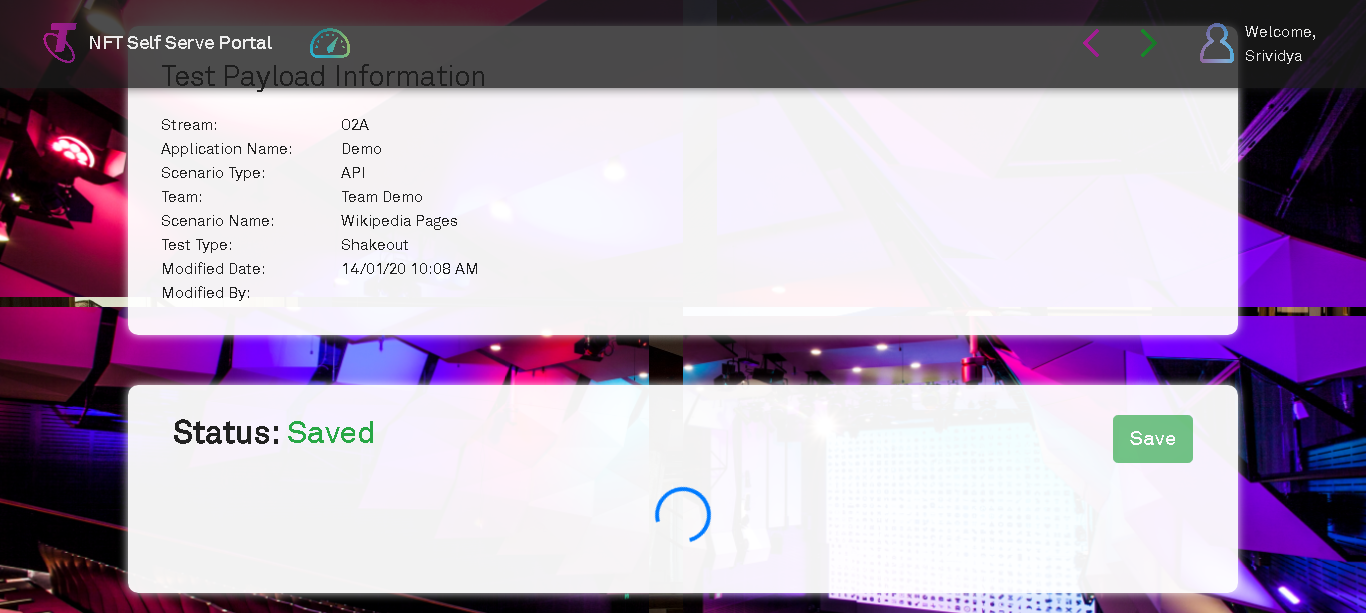 NFT Self Serve Portal
Welcome,
Srividya
Test Payload Information
Stream: O2A
Application Name: Demo
Scenario Type: API
Team: Team Demo
Scenario Name: Wikipedia Pages
Test Type: Shakeout
Modified Date: 14/01/20 10:08 AM
Modified By:
Status: Saved
Save